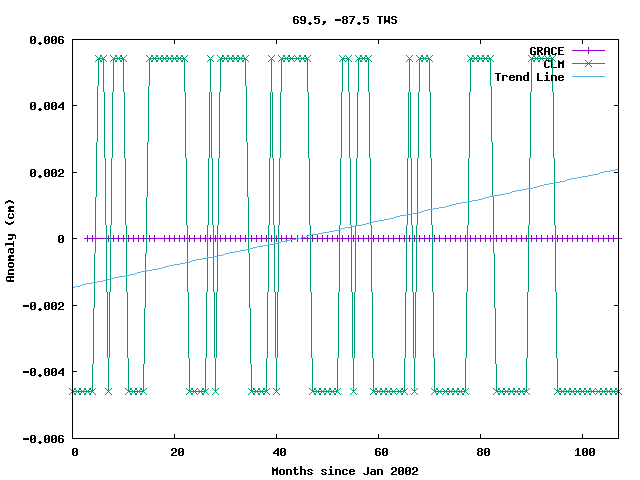 69.5, -87.5 TWS
GRACE
CLM
Trend Line
0.006
0.004
0.002
0
-0.002
-0.004
-0.006
Anomaly (cm)
0 20 40 60 80 100
Months since Jan 2002